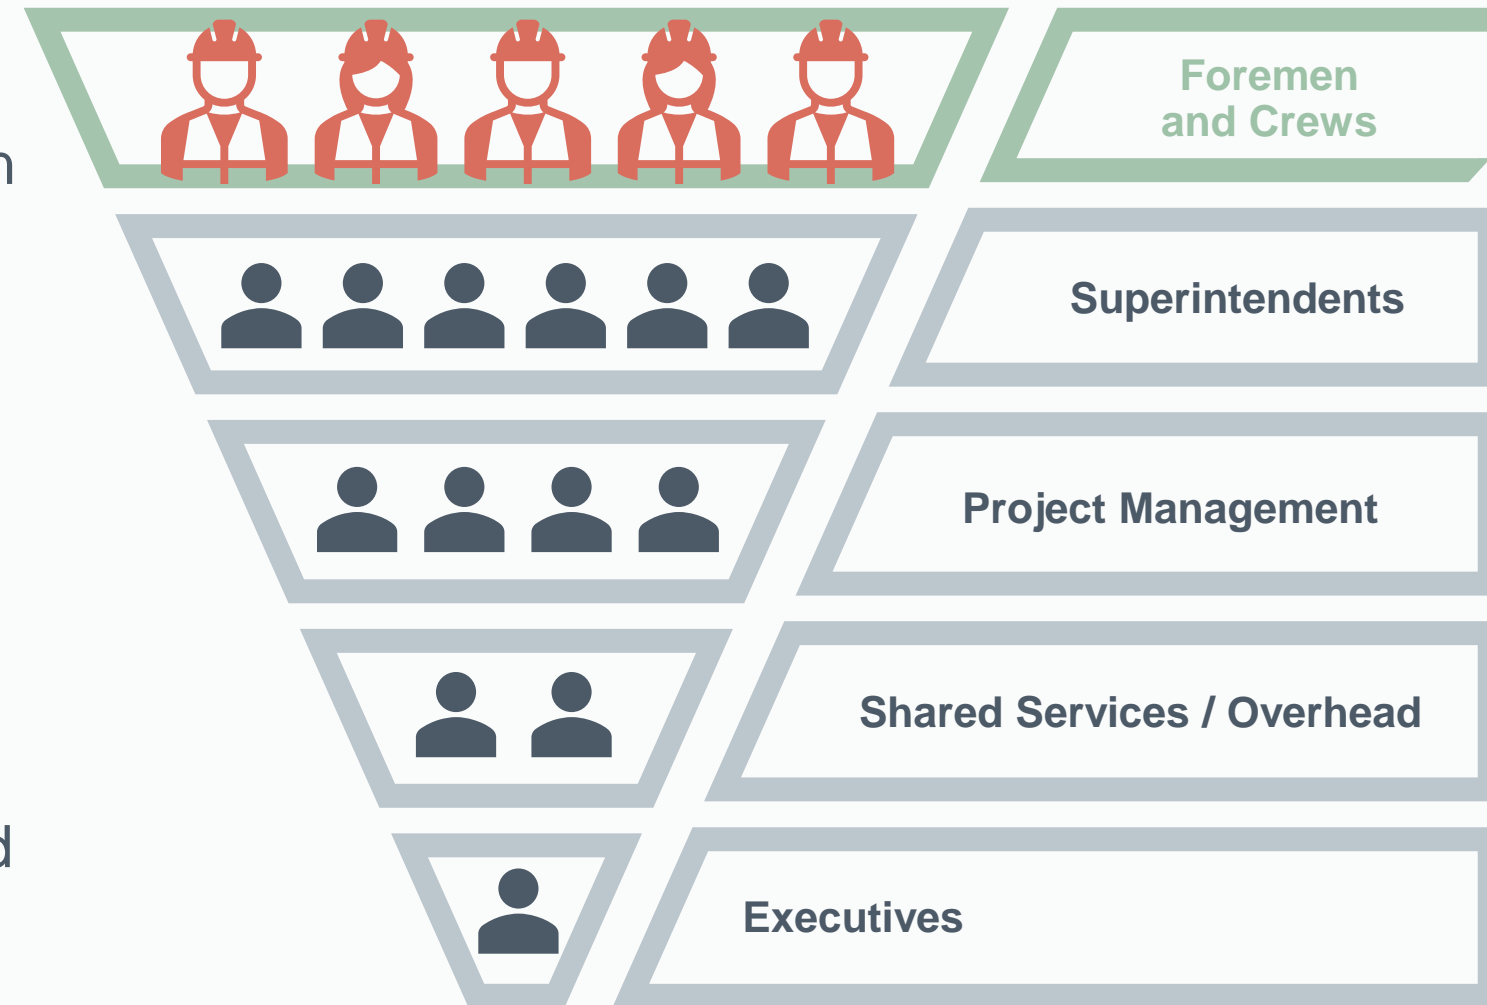 Foremen
and Crews
Superintendents
Project Management
Shared Services / Overhead
Executives